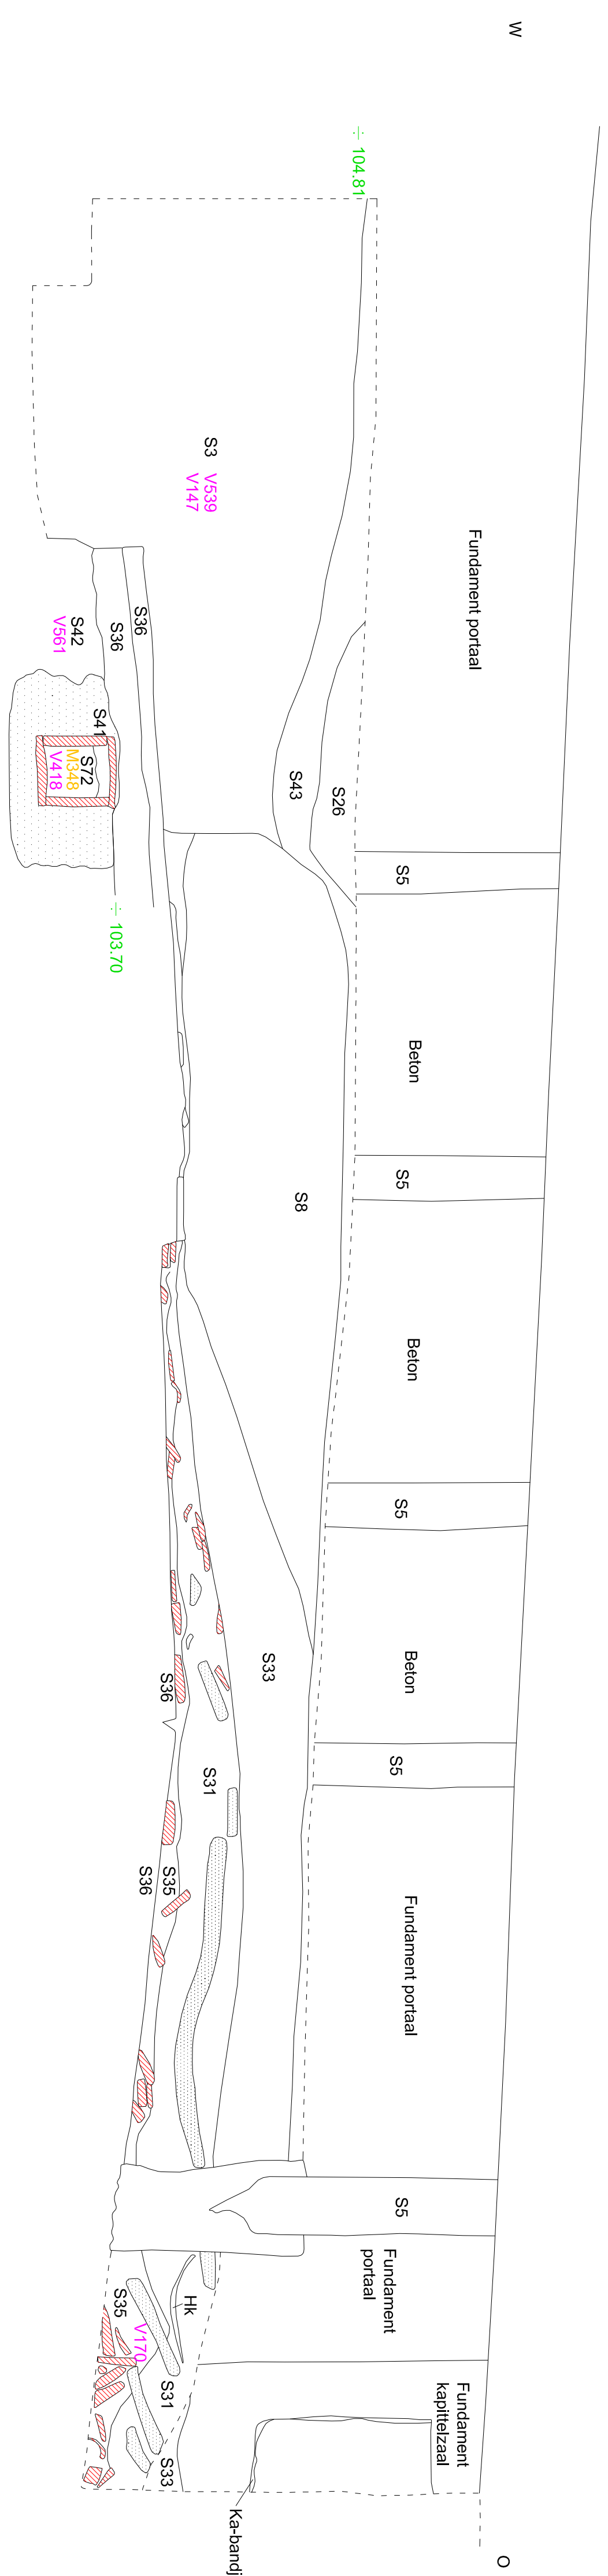 W
÷ 104.81
S3
V539
V147
Fundament portaal
S36
S36
S42
V561
S41
S72
M348
V418
S43
S26
S5
÷ 103.70
Beton
S5
S8
Beton
S5
S33
Beton
S36
S5
S31
S35
S36
Fundament portaal
S5
Fundament
portaal
Hk
S35
V170
S31
S33
Fundament
kapittelzaal
Ka-bandj
O